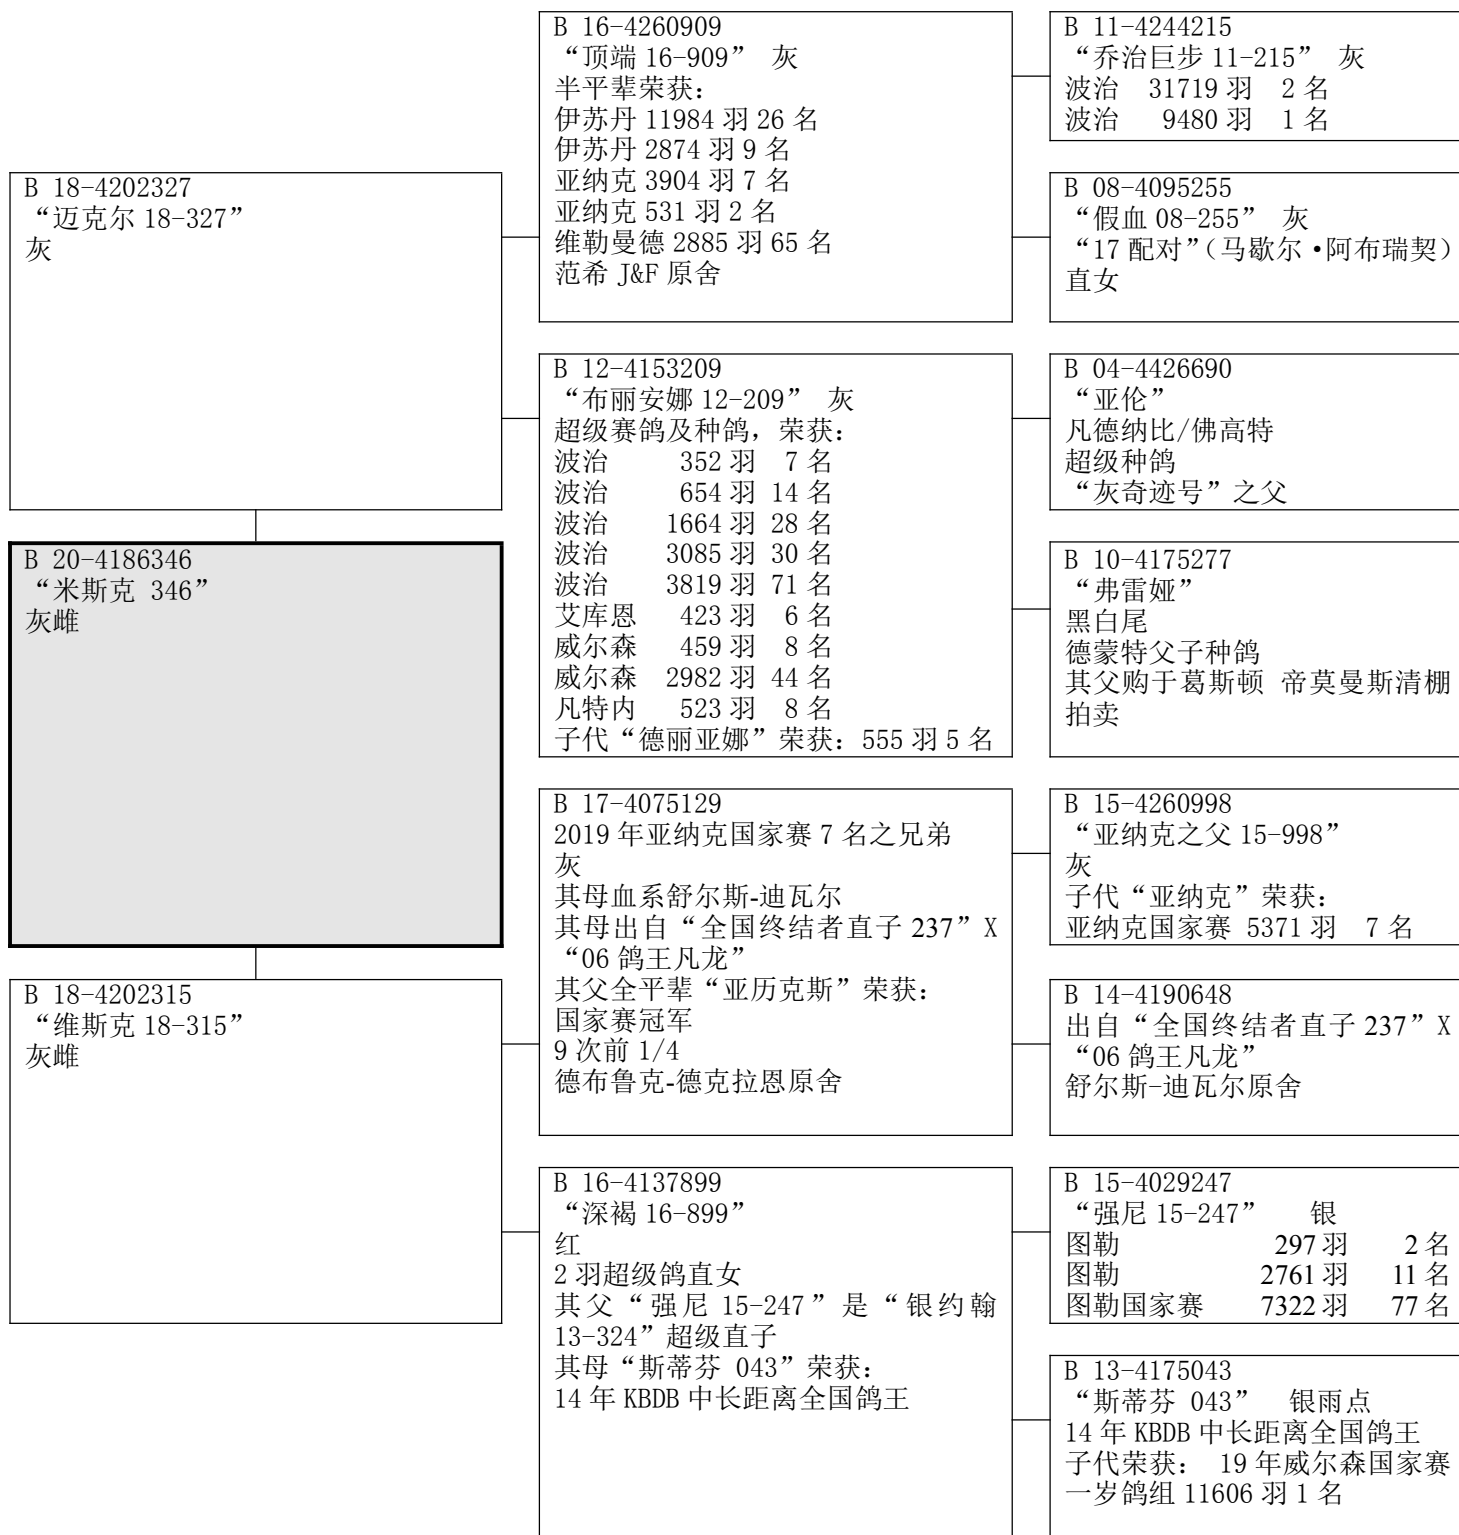 B 18-4202327
“迈克尔 18-327”
灰
B 20-4186346
“米斯克 346”
灰雌
B 18-4202315
“维斯克 18-315”
灰雌
B 16-4260909
“顶端 16-909” 灰
半平辈荣获：
伊苏丹 11984 羽 26 名
伊苏丹 2874 羽 9 名
亚纳克 3904 羽 7 名
亚纳克 531 羽 2 名
维勒曼德 2885 羽 65 名
范希 J&F 原舍
B 12-4153209
“布丽安娜 12-209” 灰
超级赛鸽及种鸽，荣获：
波治 352 羽 7 名
波治 654 羽 14 名
波治 1664 羽 28 名
波治 3085 羽 30 名
波治 3819 羽 71 名
艾库恩 423 羽 6 名
威尔森 459 羽 8 名
威尔森 2982 羽 44 名
凡特内 523 羽 8 名
子代“德丽亚娜”荣获：555 羽 5 名
B 17-4075129
2019 年亚纳克国家赛 7 名之兄弟
灰
其母血系舒尔斯-迪瓦尔
其母出自“全国终结者直子 237”X
“06 鸽王凡龙”
其父全平辈“亚历克斯”荣获：
国家赛冠军
9 次前 1/4
德布鲁克-德克拉恩原舍
B 16-4137899
“深褐 16-899”
红
2 羽超级鸽直女
其父“强尼 15-247”是“银约翰
13-324”超级直子
其母“斯蒂芬 043”荣获：
14 年 KBDB 中长距离全国鸽王
B 11-4244215
“乔治巨步 11-215” 灰
波治 31719 羽 2 名
波治 9480 羽 1 名
B 08-4095255
“假血 08-255” 灰
“17 配对”（马歇尔•阿布瑞契）
直女
B 04-4426690
“亚伦”
凡德纳比/佛高特
超级种鸽
“灰奇迹号”之父
B 10-4175277
“弗雷娅”
黑白尾
德蒙特父子种鸽
其父购于葛斯顿 帝莫曼斯清棚
拍卖
B 15-4260998
“亚纳克之父 15-998”
灰
子代“亚纳克”荣获：
亚纳克国家赛 5371 羽 7 名
B 14-4190648
出自“全国终结者直子 237”X
“06 鸽王凡龙”
舒尔斯-迪瓦尔原舍
B 15-4029247
“强尼 15-247” 银
图勒 297 羽 2 名
图勒 2761 羽 11 名
图勒国家赛 7322 羽 77 名
B 13-4175043
“斯蒂芬 043” 银雨点
14 年 KBDB 中长距离全国鸽王
子代荣获： 19 年威尔森国家赛
一岁鸽组 11606 羽 1 名